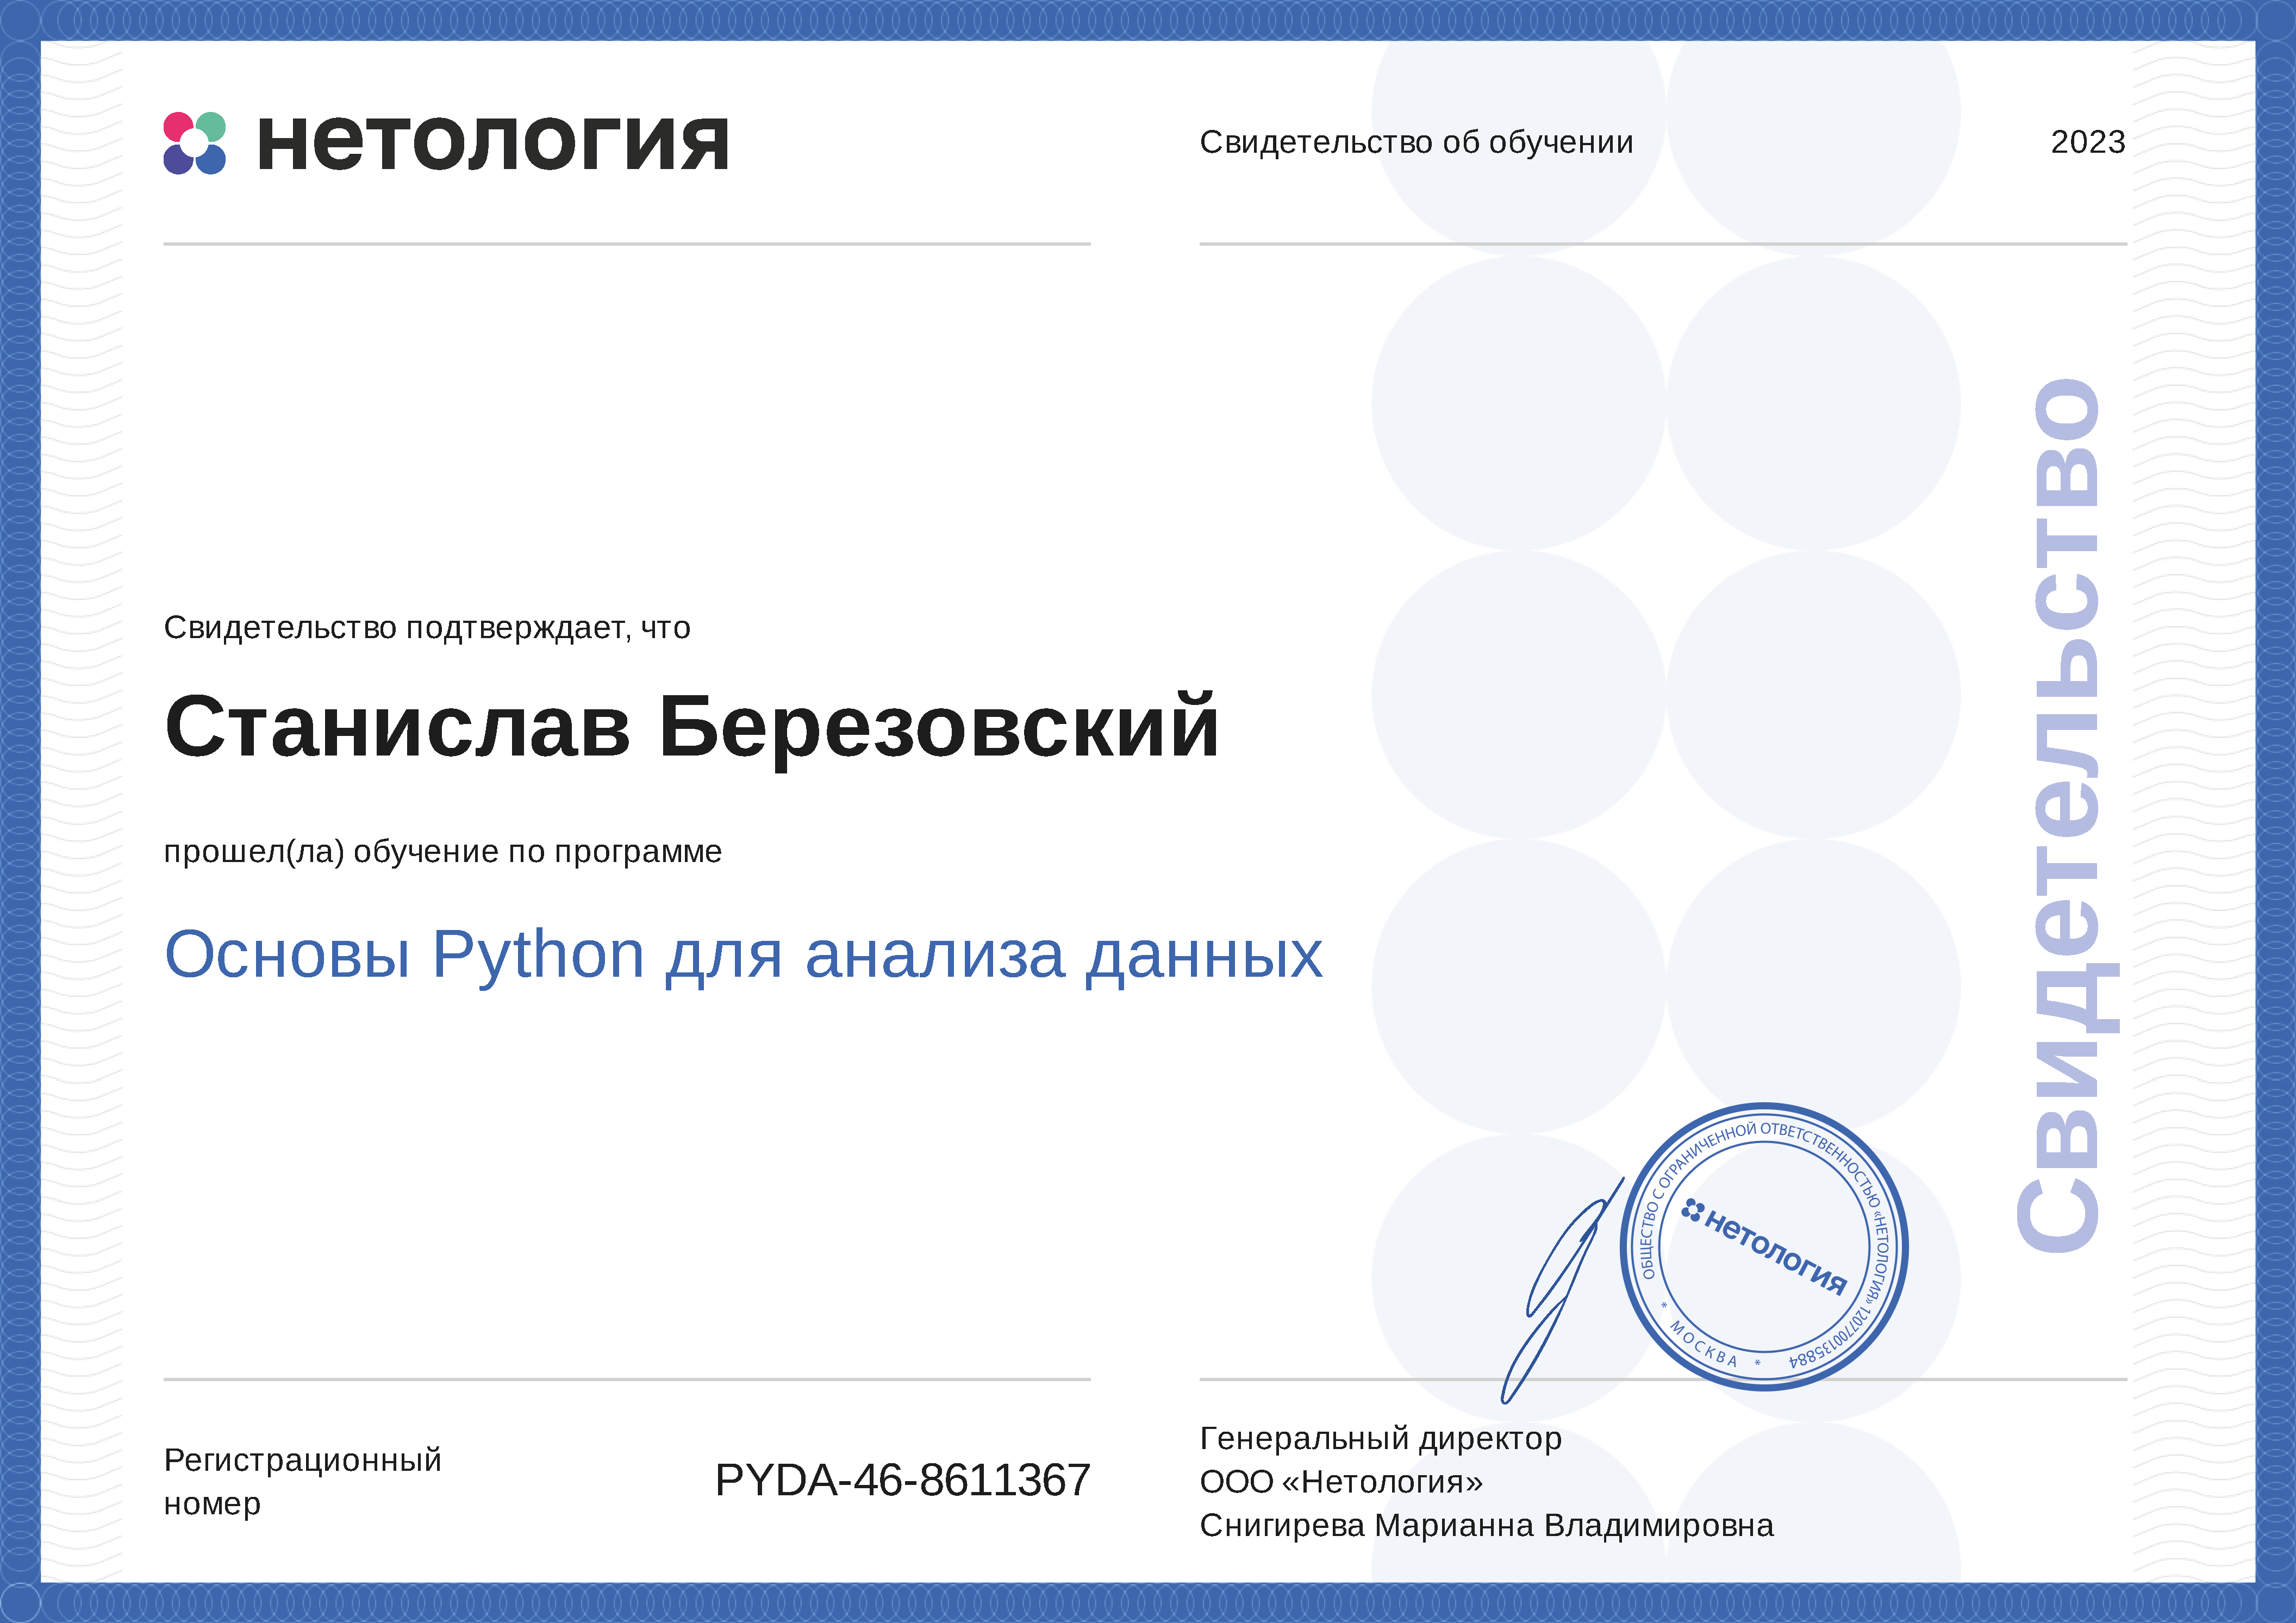 нетология
Свидетельство об обучении
2023
Свидетельство подтверждает, что
Станислав Березовский
прошел(ла) обучение по программе
Основы Python для анализа данных
Свидетельство
ОБЩЕСТВО С ОГРАНИЧЕННОЙ ОТВЕТСТВЕННОСТЬЮ «НЕТОЛОГИЯ» 1207700135884
* МОСКВА *
нетология
Регистрационный
номер
PYDA-46-8611367
Генеральный директор
ООО «Нетология»
Снигирева Марианна Владимировна